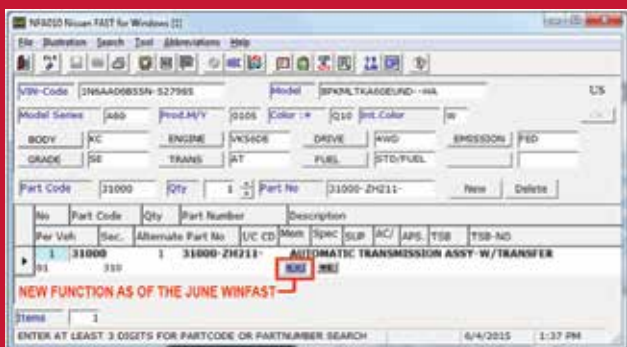 NFA010 Nissan FAST for Windows [1]
File Illustration Search Tool Abbreviations Help
VIN-Code 1N6AA06B55N-527965 Model BPKMLTKA60EUND--HA US
Model Series A60 Prod.M/Y 0105 Color :* Q10 Int.Color W
BODY KC ENGINE VK56DE DRIVE 4WD EMISSION FED
GRADE SE TRANS AT FUEL STD/FUEL
Part Code 31000 Qty 1 Part No 31000-ZH211- New Delete
No Part Code Qty Part Number Description
Per Veh Sec. Alternate Part No I/C CD Mem Spec SUP AC/ APS. TSB TSB-NO
1 31000 1 31000-ZH211- AUTOMATIC TRANSMISSION ASSY-W/TRANSFER
01 310
NEW FUNCTION AS OF THE JUNE WINFAST
Items 1
ENTER AT LEAST 3 DIGITS FOR PARTCODE OR PARTNUMBER SEARCH 6/4/2015 1:37 PM